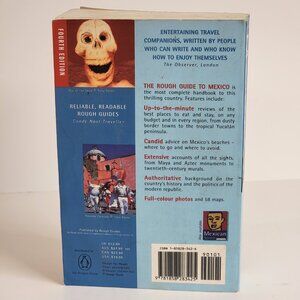 FOURTH EDITION
ENTERTAINING TRAVEL
COMPANIONS, WRITTEN BY PEOPLE
WHO CAN WRITE AND WHO KNOW
HOW TO ENJOY THEMSELVES
The Observer, London
RELIABLE, READABLE
ROUGH GUIDES
Condé Nast Traveller
THE ROUGH GUIDE TO MEXICO is
the most complete handbook to this
thrilling country. Features include:
Up-to-the-minute reviews of the
best places to eat and stay, on any
budget and in every region, from dusty
border towns to the tropical Yucatán
peninsula.
Candid advice on Mexico's beaches -
where to go and where to avoid.
Extensive accounts of all the sights,
from Maya and Aztec monuments to
twentieth-century murals.
Authoritative background on the
country's history and the politics of the
modern republic.
Full-colour photos and 58 maps.
Published by Rough Guides
Mexican
90101
9 781858 283425